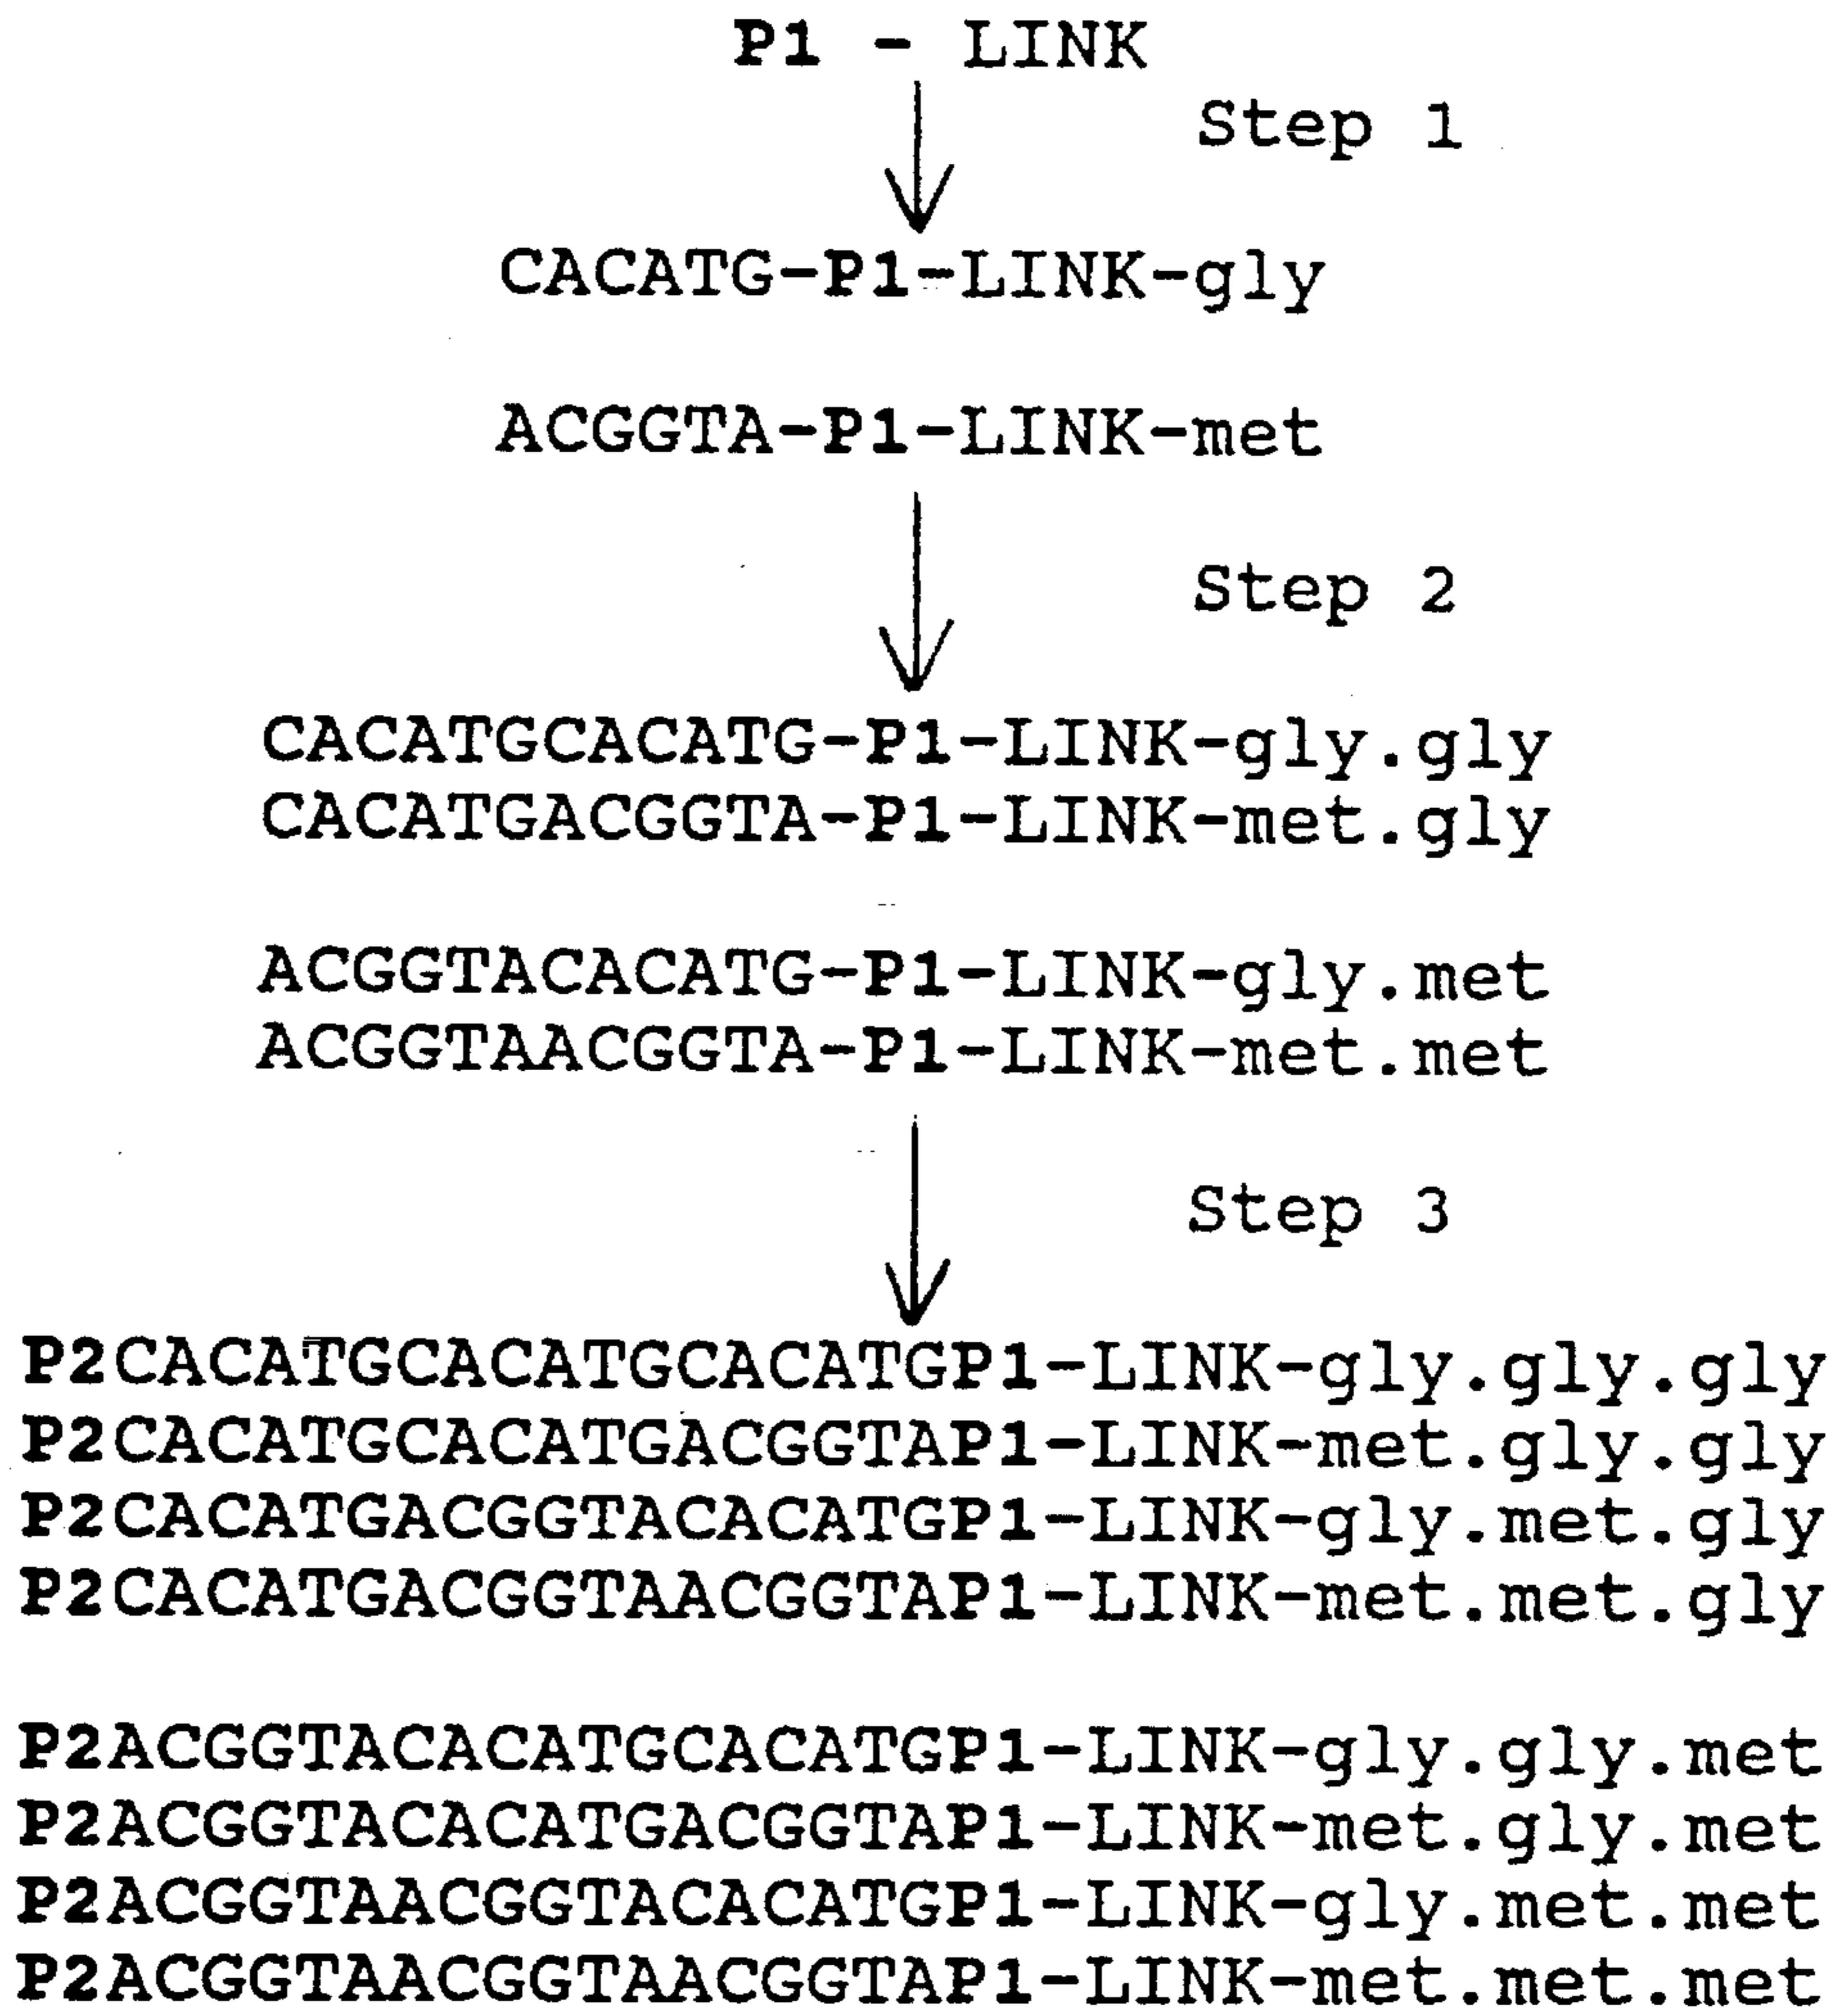 P1 - LINK
Step 1
CACATG-P1-LINK-gly
ACGGTA-P1-LINK-met
Step 2
CACATGCACATG-P1-LINK-gly.gly
CACATGACGGTA-P1-LINK-met.gly
ACGGTACACATG-P1-LINK-gly.met
ACGGTAACGGTA-P1-LINK-met.met
Step 3
P2CACATGCACATGCACATGP1-LINK-gly.gly.gly
P2CACATGCACATGACGGTAP1-LINK-met.gly.gly
P2CACATGACGGTACACATGP1-LINK-gly.met.gly
P2CACATGACGGTAACGGTAP1-LINK-met.met.gly
P2ACGGTACACATGCACATGP1-LINK-gly.gly.met
P2ACGGTACACATGACGGTAP1-LINK-met.gly.met
P2ACGGTAACGGTACACATGP1-LINK-gly.met.met
P2ACGGTAACGGTAACGGTAP1-LINK-met.met.met